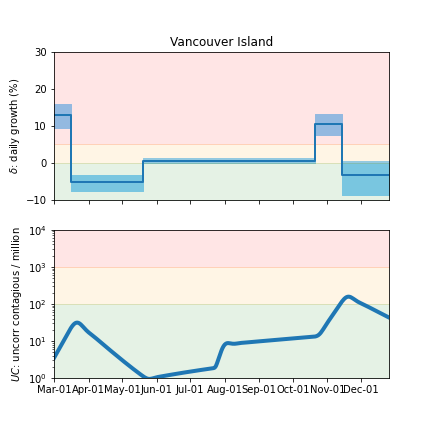 Vancouver Island
δ: daily growth (%)
30
20
10
0
−10
UC: uncorr contagious / million
10⁴
10³
10²
10¹
10⁰
Mar-01 Apr-01 May-01 Jun-01 Jul-01 Aug-01 Sep-01 Oct-01 Nov-01 Dec-01